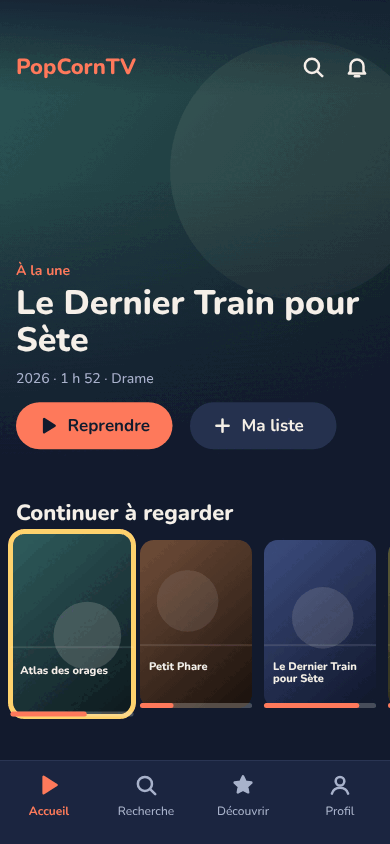 PopCornTV
À la une
Le Dernier Train pour
Sète
2026 · 1 h 52 · Drame
Reprendre
Ma liste
Continuer à regarder
Atlas des orages
Petit Phare
Le Dernier Train
pour Sète
Accueil
Recherche
Découvrir
Profil